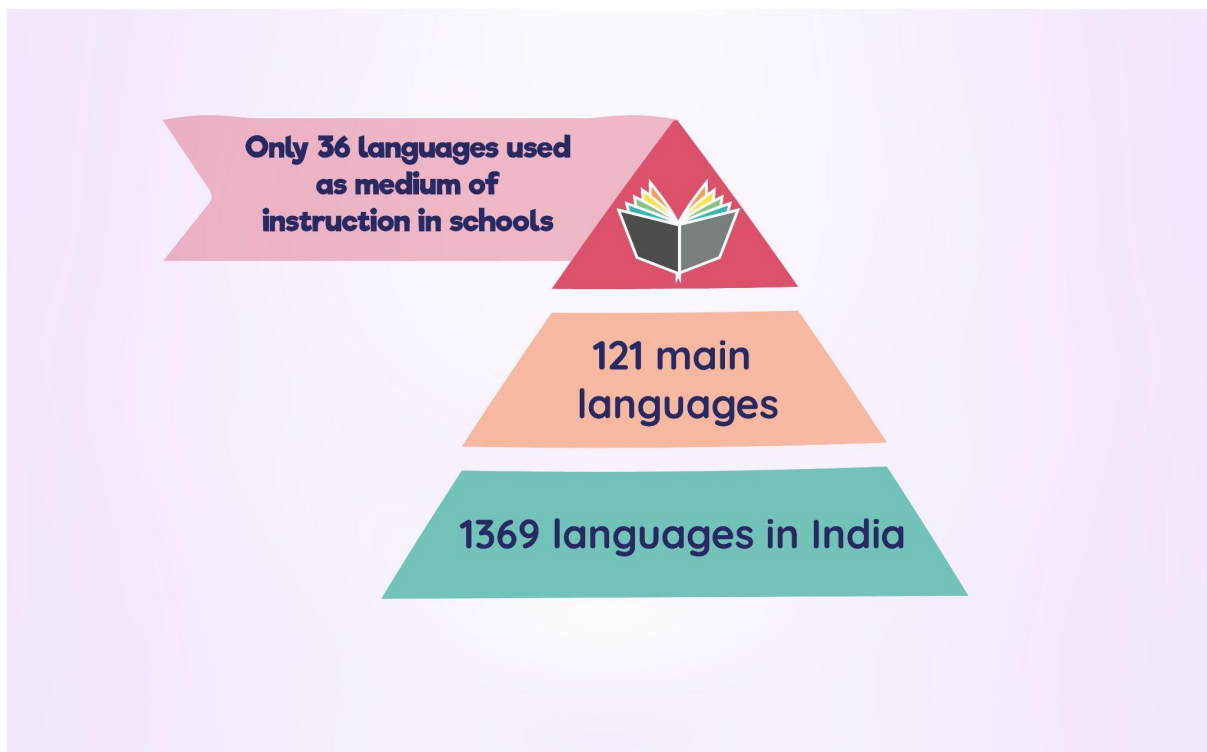 Only 36 languages used
as medium of
instruction in schools
121 main
languages
1369 languages in India